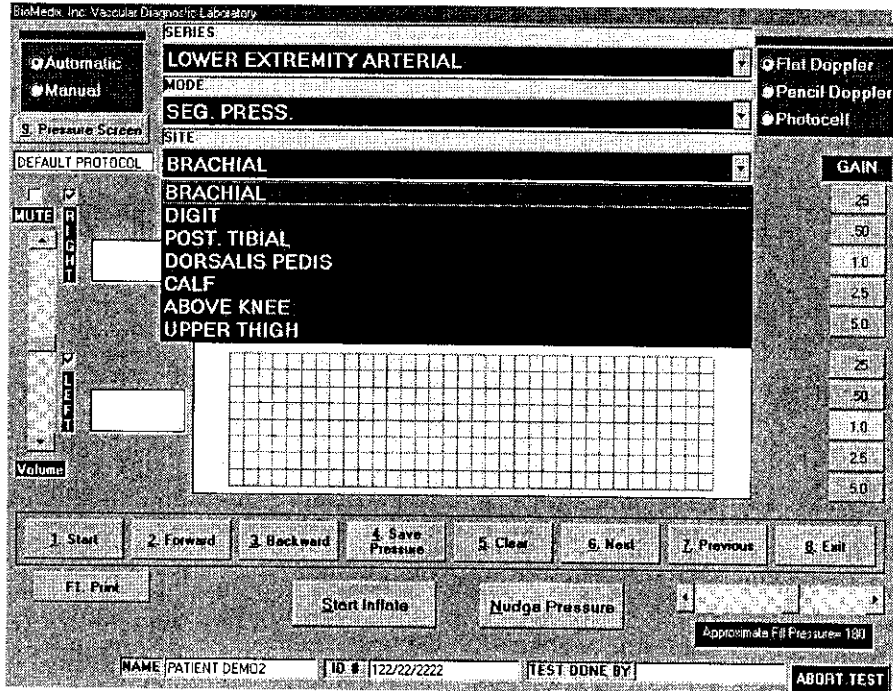 BioMedix, Inc. Vascular Diagnostic Laboratory
SERIES
Automatic
Manual
LOWER EXTREMITY ARTERIAL
Flat Doppler
Pencil Doppler
Photocell
MODE
SEG. PRESS.
9. Pressure Screen
SITE
DEFAULT PROTOCOL
BRACHIAL
GAIN
BRACHIAL
DIGIT
POST. TIBIAL
DORSALIS PEDIS
CALF
ABOVE KNEE
UPPER THIGH
MUTE
RIGHT
.25
.50
1.0
2.5
5.0
LEFT
.25
.50
1.0
2.5
5.0
Volume
1. Start
2. Forward
3. Backward
4. Save
Pressure
5. Clear
6. Next
7. Previous
8. Exit
F1. Print
Start Inflate
Nudge Pressure
Approximate Fill Pressure= 180
NAME PATIENT DEMO2
ID # 122/22/2222
TEST DONE BY
ABORT TEST